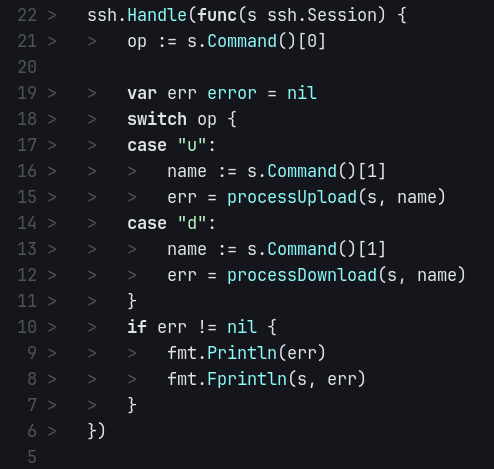 22 > ssh.Handle(func(s ssh.Session) {
21 > > op := s.Command()[0]
20
19 > > var err error = nil
18 > > switch op {
17 > > case "u":
16 > > > name := s.Command()[1]
15 > > > err = processUpload(s, name)
14 > > case "d":
13 > > > name := s.Command()[1]
12 > > > err = processDownload(s, name)
11 > > }
10 > > if err != nil {
9 > > > fmt.Println(err)
8 > > > fmt.Fprintln(s, err)
7 > > }
6 > })
5